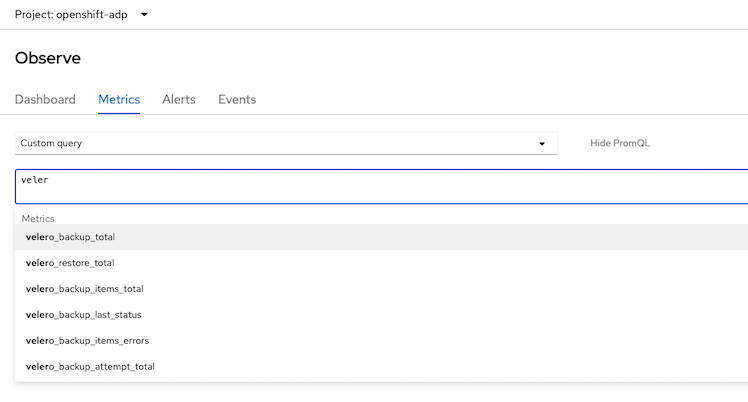 Project: openshift-adp
Observe
Dashboard Metrics Alerts Events
Custom query Hide PromQL
veler
Metrics
velero_backup_total
velero_restore_total
velero_backup_items_total
velero_backup_last_status
velero_backup_items_errors
velero_backup_attempt_total